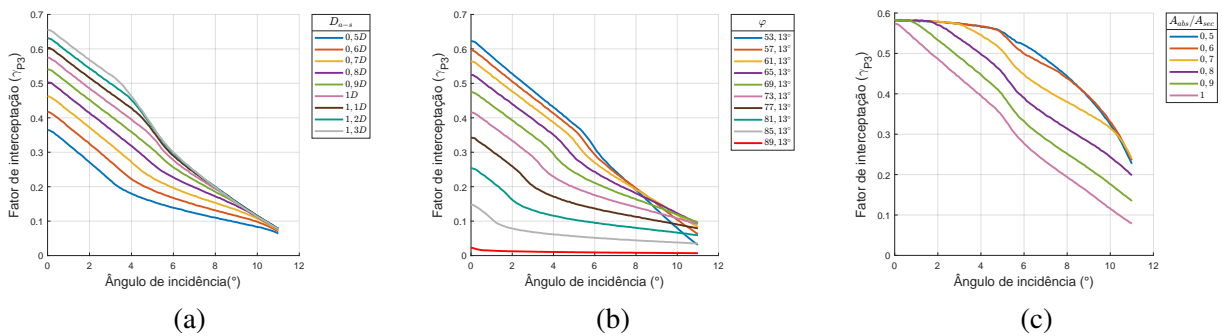 0.7
0.6
0.5
0.4
0.3
0.2
0.1
0
0 2 4 6 8 10 12
Fator de interceptação (γP3)
Ângulo de incidência(°)
D_{a-s}
0,5D
0,6D
0,7D
0,8D
0,9D
1D
1,1D
1,2D
1,3D
(a)
0.7
0.6
0.5
0.4
0.3
0.2
0.1
0
0 2 4 6 8 10 12
Fator de interceptação (γP3)
Ângulo de incidência (°)
φ
53,13°
57,13°
61,13°
65,13°
69,13°
73,13°
77,13°
81,13°
85,13°
89,13°
(b)
0.6
0.5
0.4
0.3
0.2
0.1
0
0 2 4 6 8 10 12
Fator de interceptação (γP3)
Ângulo de incidência (°)
A_{abs}/A_{sec}
0,5
0,6
0,7
0,8
0,9
1
(c)